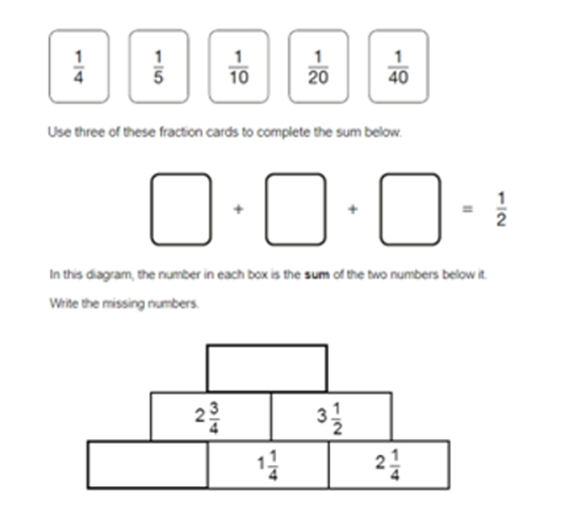 1/4 1/5 1/10 1/20 1/40
Use three of these fraction cards to complete the sum below.
+ + = 1/2
In this diagram, the number in each box is the sum of the two numbers below it.
Write the missing numbers.
2 3/4 3 1/2
1 1/4 2 1/4